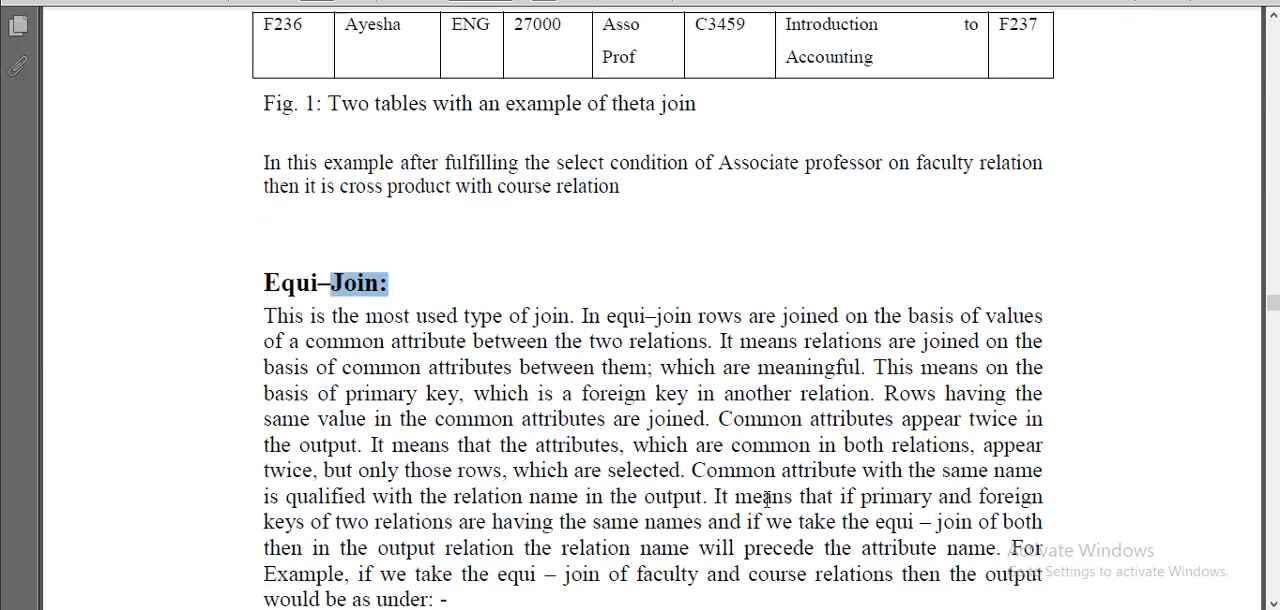 F236 Ayesha ENG 27000 Asso C3459 Introduction to F237
Prof Accounting
Fig. 1: Two tables with an example of theta join
In this example after fulfilling the select condition of Associate professor on faculty relation
then it is cross product with course relation
Equi–Join:
This is the most used type of join. In equi–join rows are joined on the basis of values
of a common attribute between the two relations. It means relations are joined on the
basis of common attributes between them; which are meaningful. This means on the
basis of primary key, which is a foreign key in another relation. Rows having the
same value in the common attributes are joined. Common attributes appear twice in
the output. It means that the attributes, which are common in both relations, appear
twice, but only those rows, which are selected. Common attribute with the same name
is qualified with the relation name in the output. It means that if primary and foreign
keys of two relations are having the same names and if we take the equi – join of both
then in the output relation the relation name will precede the attribute name. For
Example, if we take the equi – join of faculty and course relations then the output
would be as under: -
Activate Windows
Go to Settings to activate Windows.